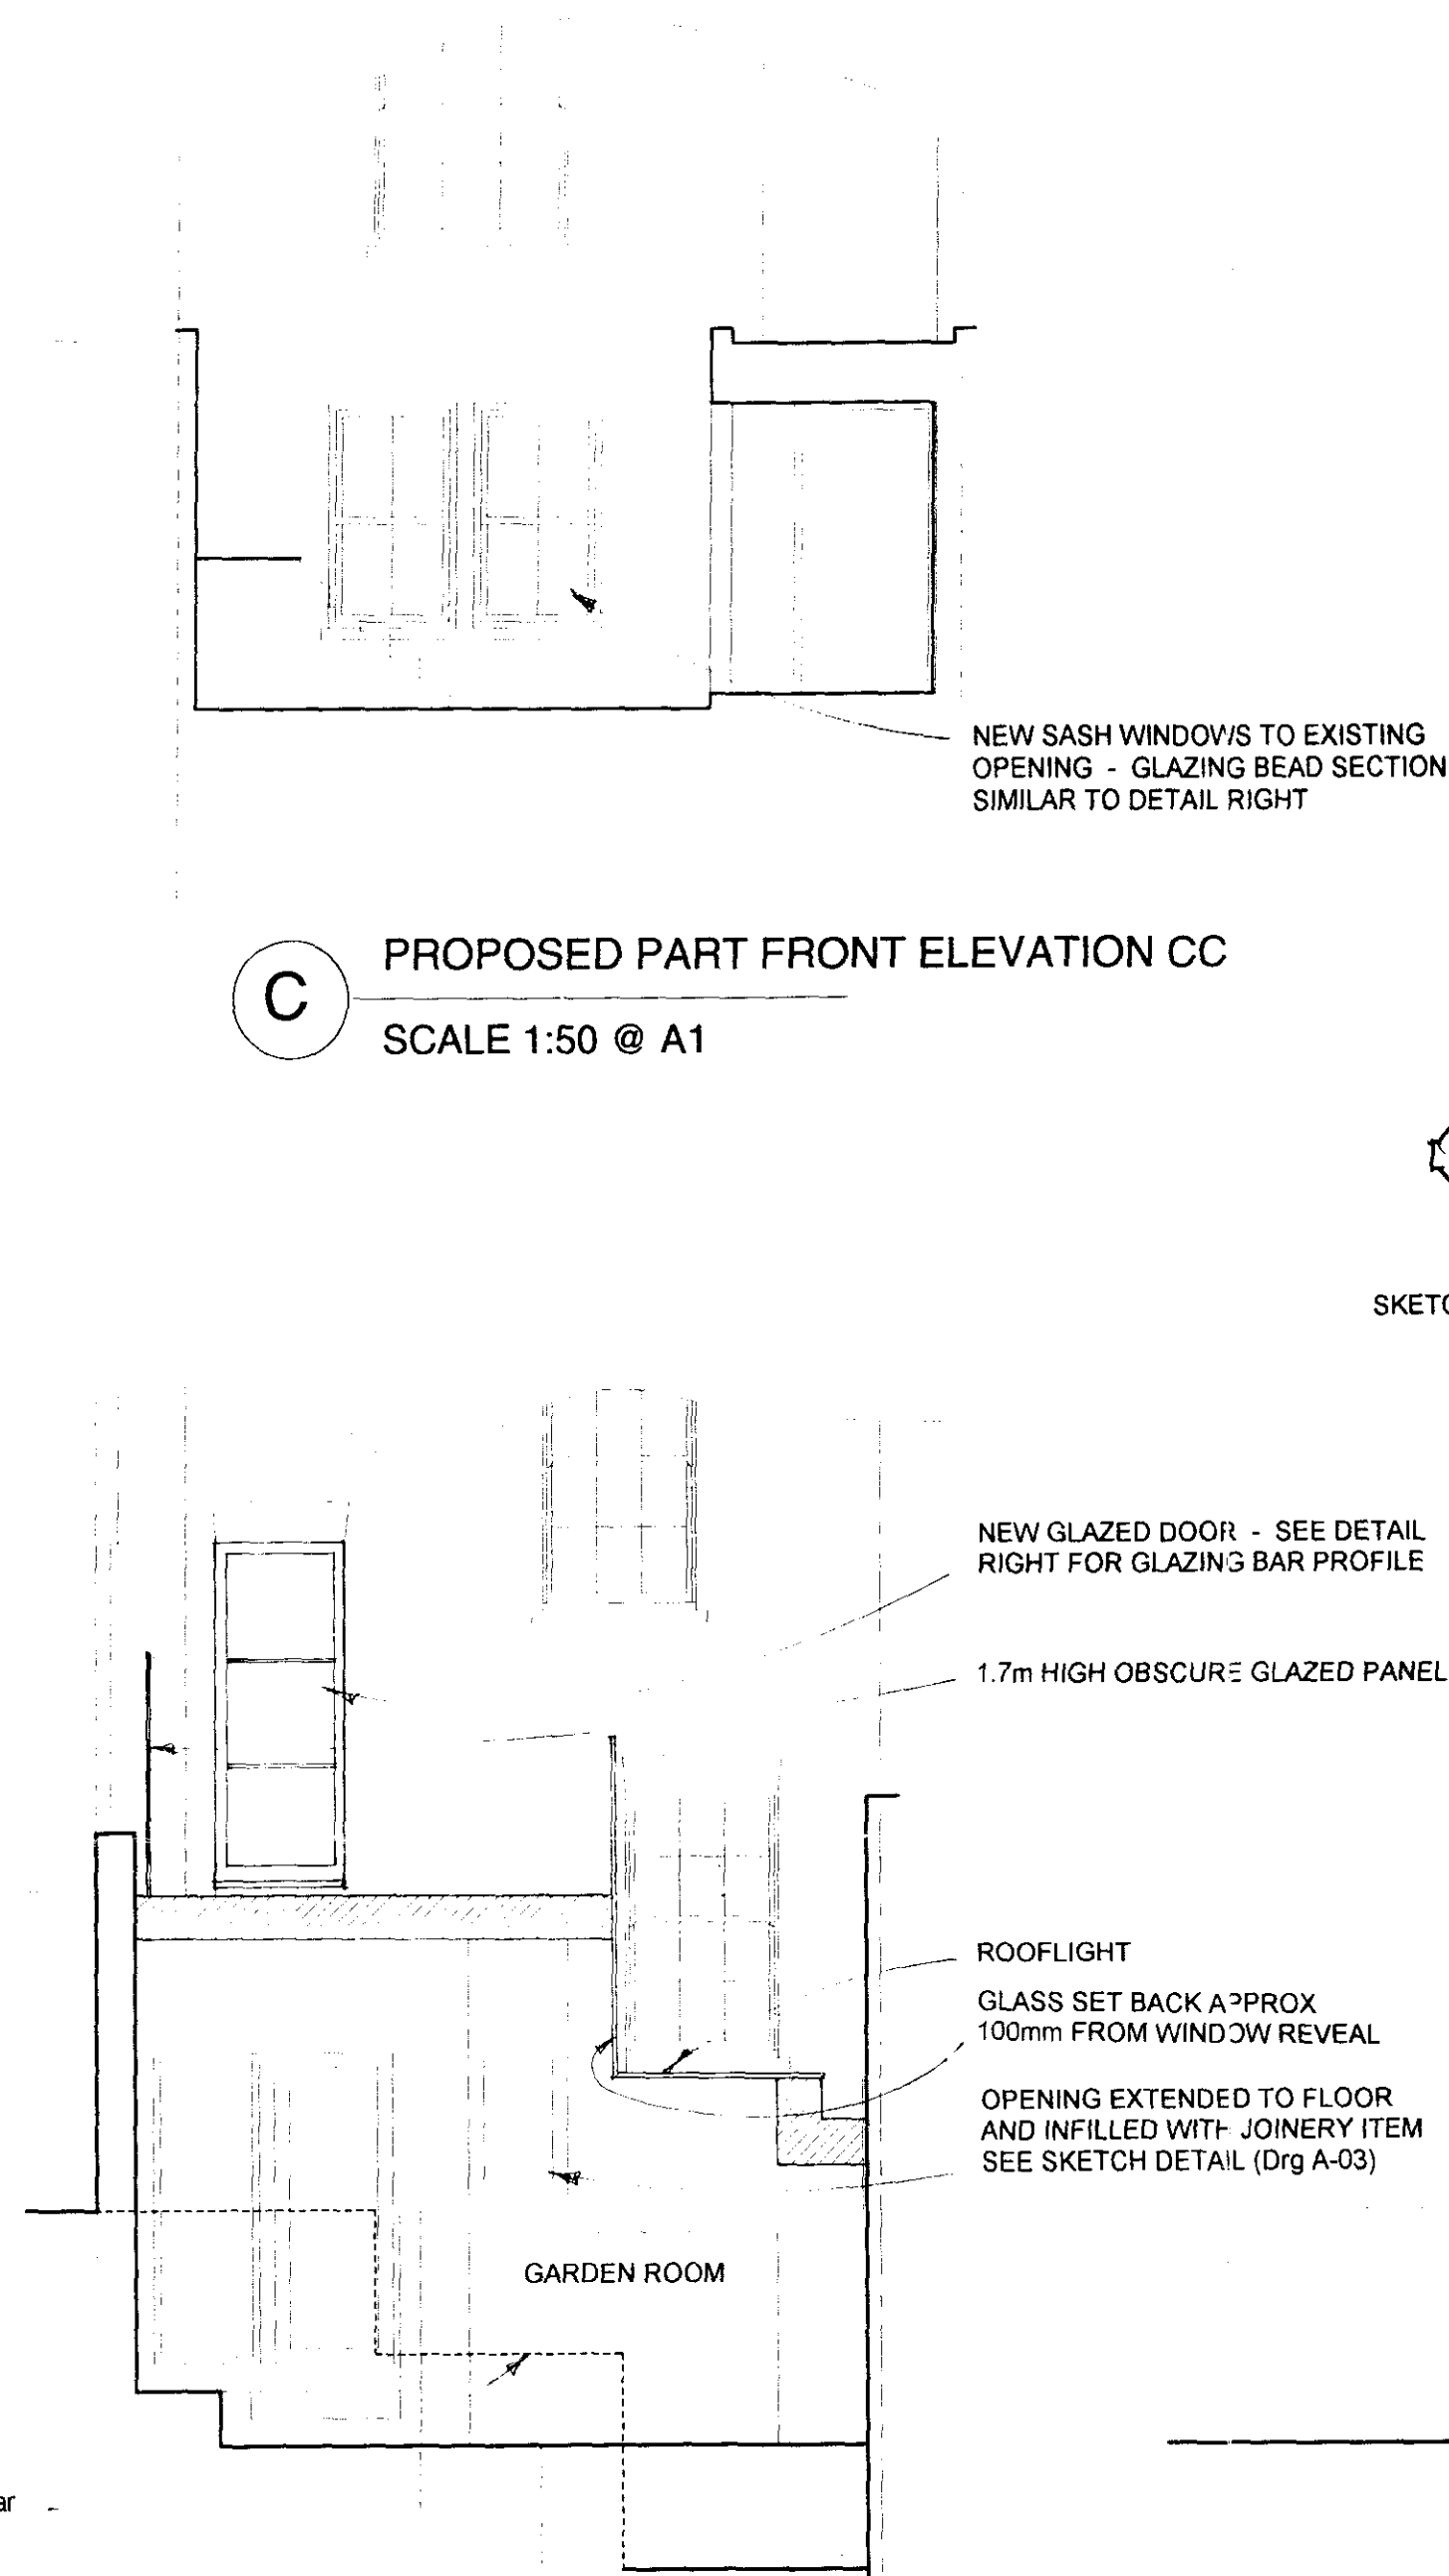 NEW SASH WINDOWS TO EXISTING
OPENING - GLAZING BEAD SECTION
SIMILAR TO DETAIL RIGHT
C
PROPOSED PART FRONT ELEVATION CC
SCALE 1:50 @ A1
NEW GLAZED DOOR - SEE DETAIL
RIGHT FOR GLAZING BAR PROFILE
1.7m HIGH OBSCURE GLAZED PANEL
ROOFLIGHT
GLASS SET BACK APPROX
100mm FROM WINDOW REVEAL
OPENING EXTENDED TO FLOOR
AND INFILLED WITH JOINERY ITEM
SEE SKETCH DETAIL (Drg A-03)
GARDEN ROOM